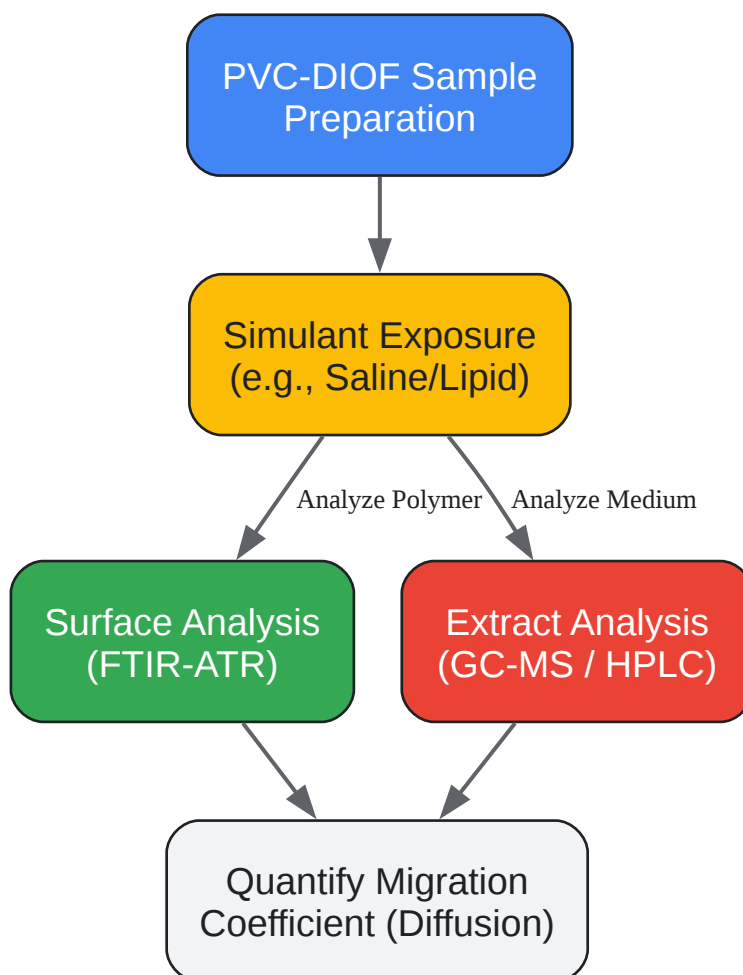 PVC-DIOF Sample
Preparation
Simulant Exposure
(e.g., Saline/Lipid)
Analyze Polymer
Analyze Medium
Surface Analysis
(FTIR-ATR)
Extract Analysis
(GC-MS / HPLC)
Quantify Migration
Coefficient (Diffusion)